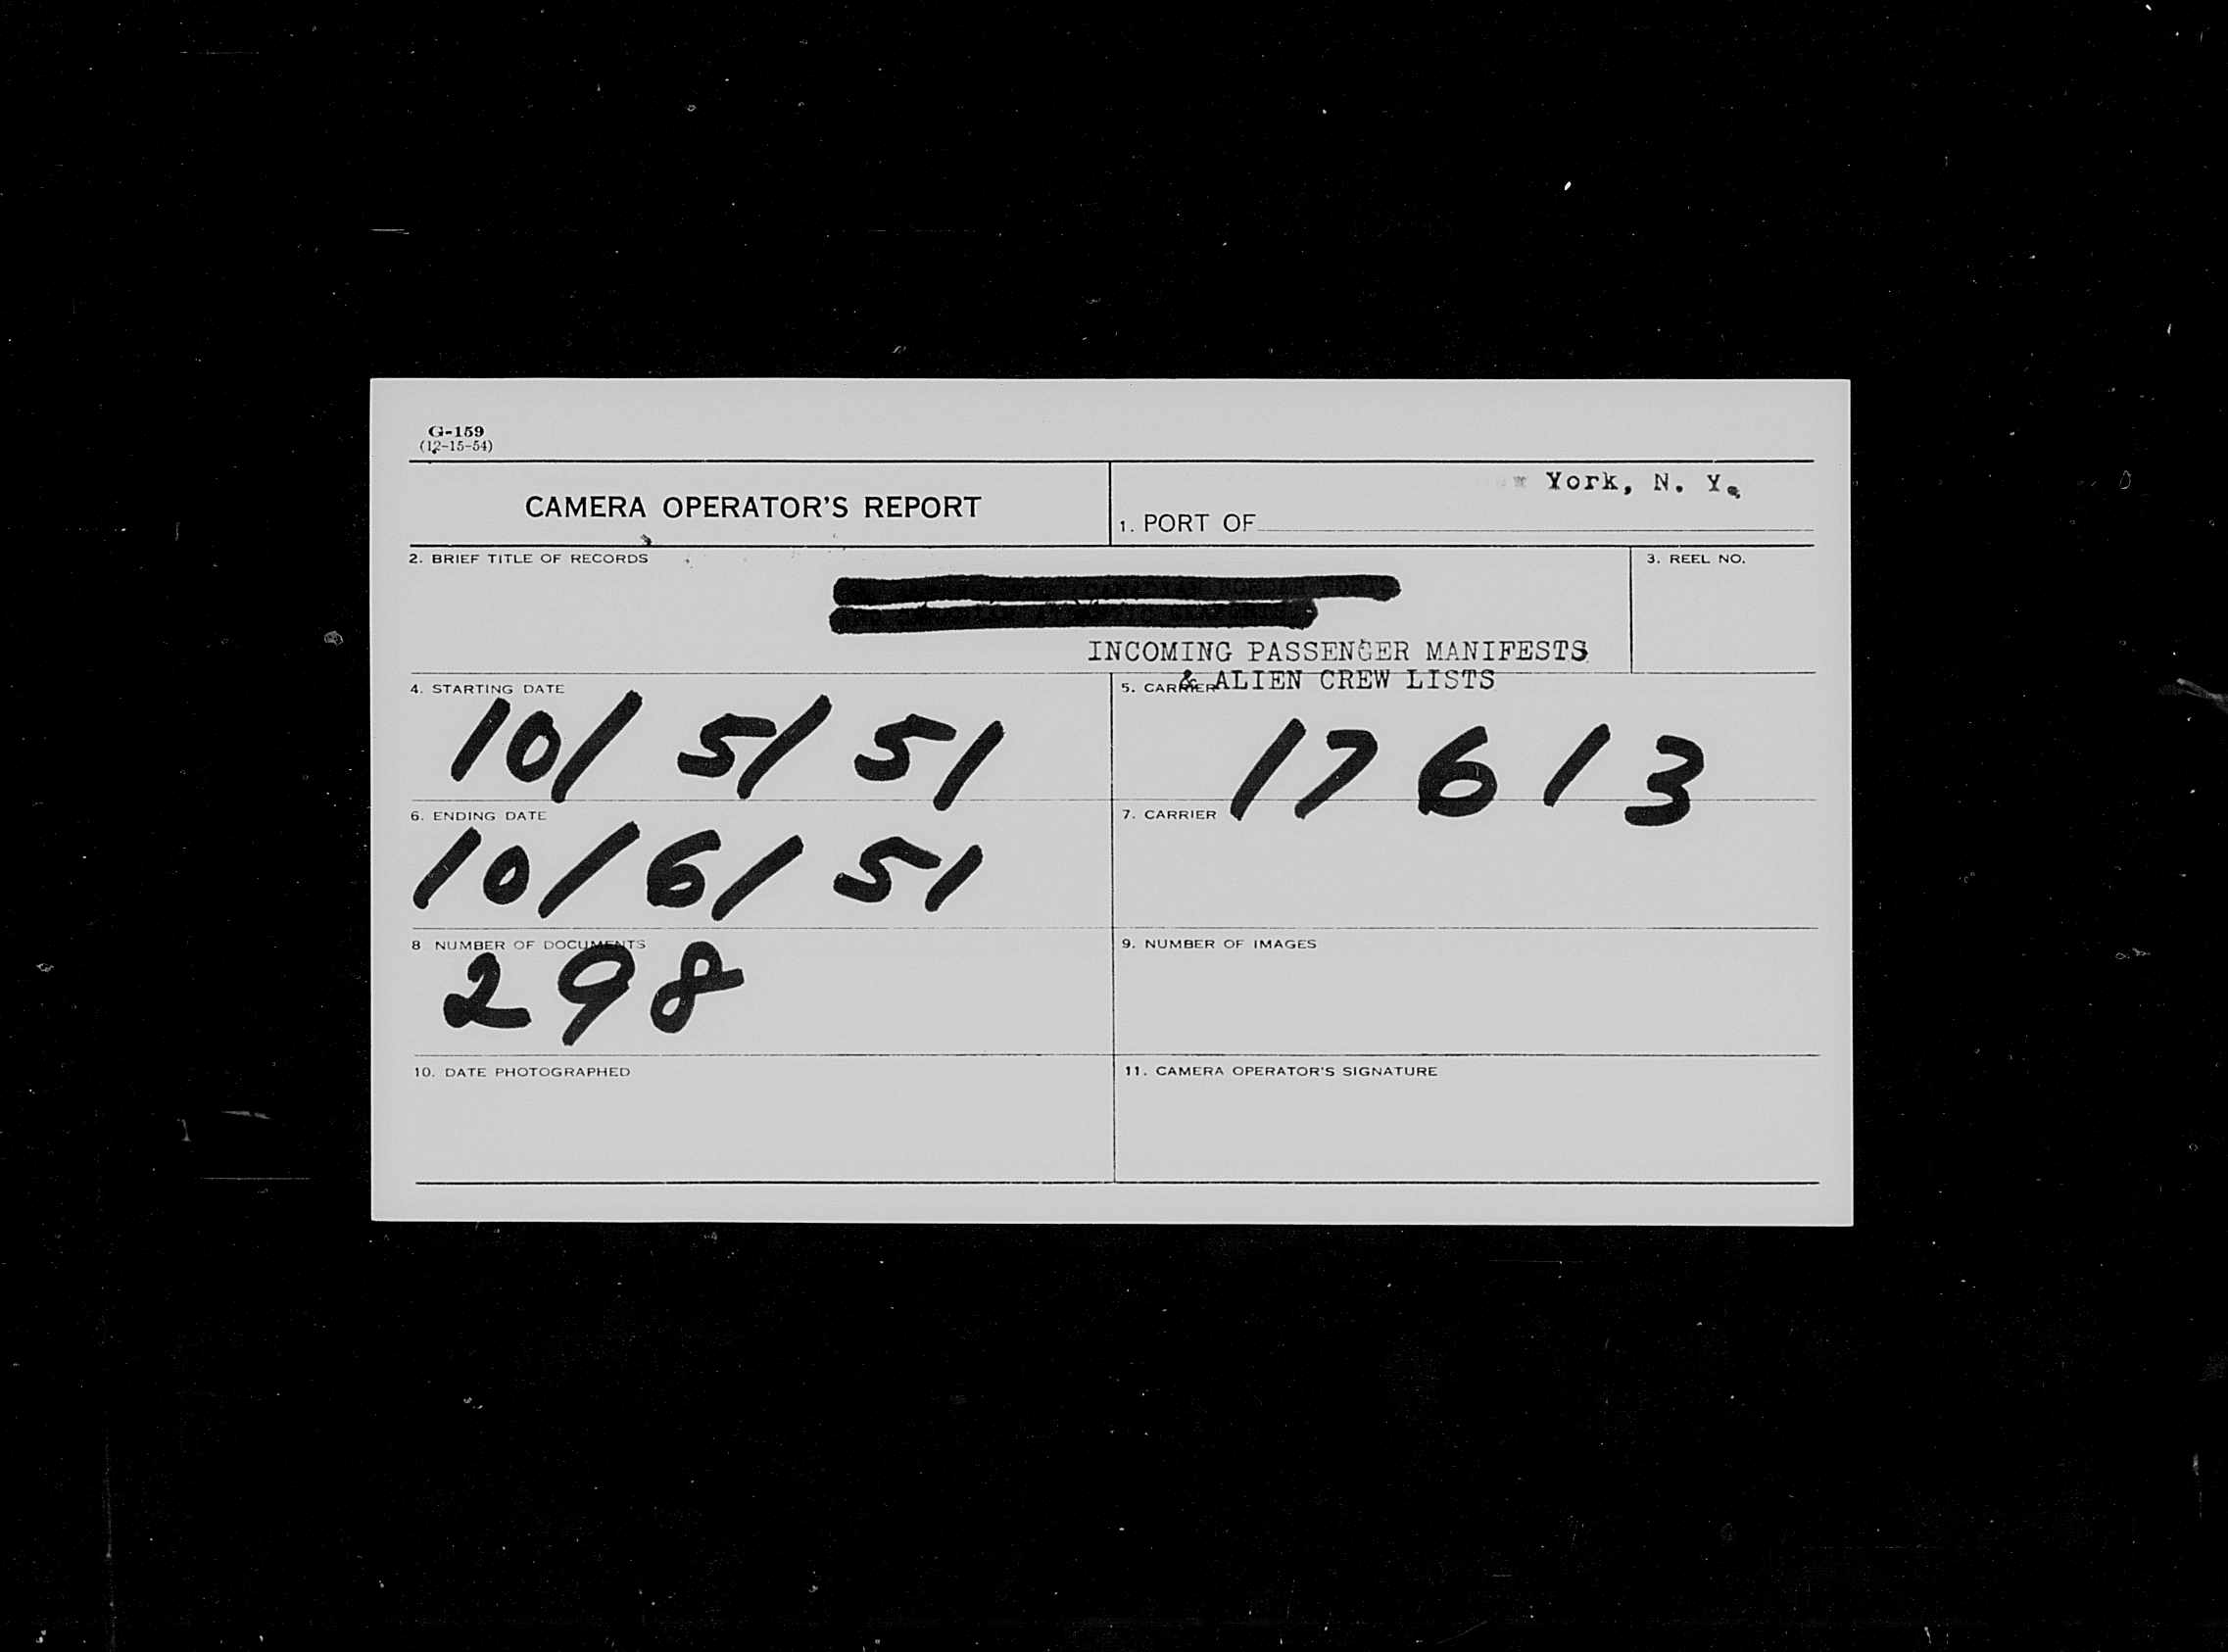 G-159
(12-15-54)
CAMERA OPERATOR'S REPORT
York, N. Y.
1. PORT OF
2. BRIEF TITLE OF RECORDS
3. REEL NO.
INCOMING PASSENGER MANIFESTS
& ALIEN CREW LISTS
4. STARTING DATE
10/5/51
5. CARRIER
17613
6. ENDING DATE
10/6/51
7. CARRIER
8 NUMBER OF DOCUMENTS
298
9. NUMBER OF IMAGES
10. DATE PHOTOGRAPHED
11. CAMERA OPERATOR'S SIGNATURE